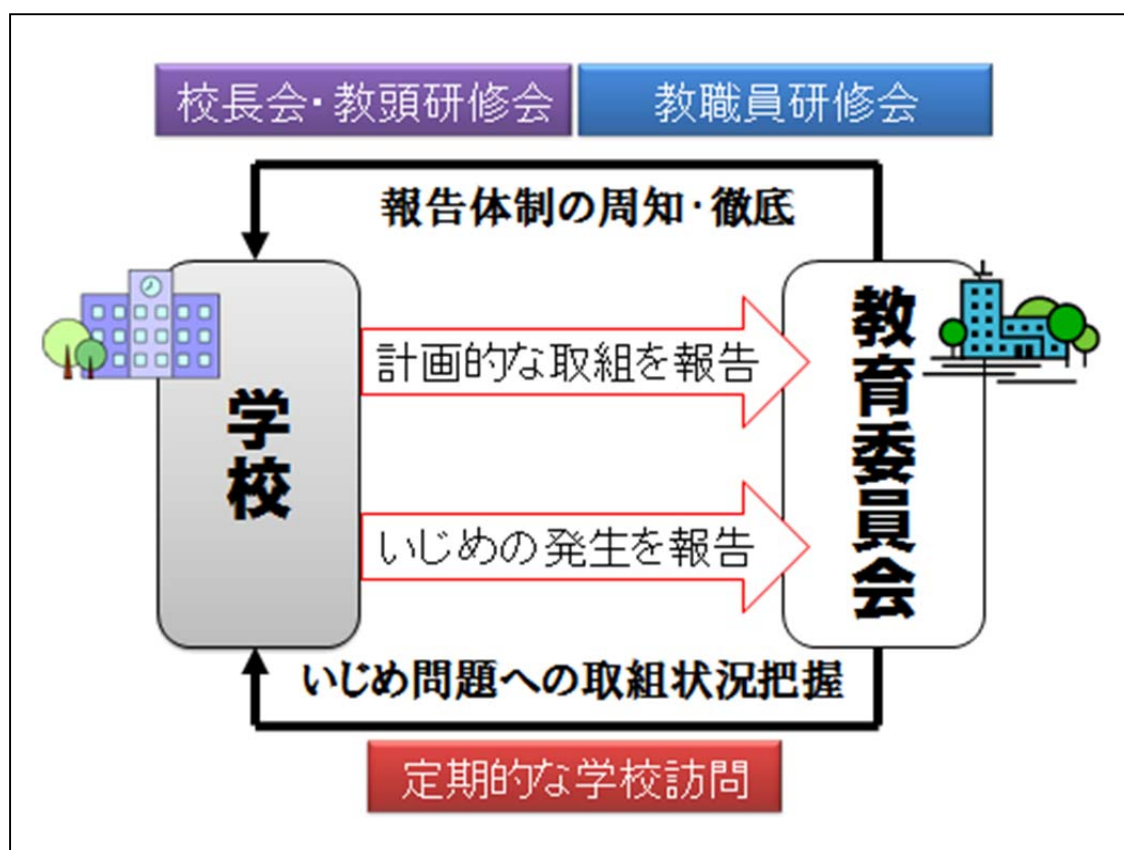 校長会・教頭研修会
教職員研修会
報告体制の周知・徹底
学校
計画的な取組を報告
いじめの発生を報告
教育委員会
いじめ問題への取組状況把握
定期的な学校訪問